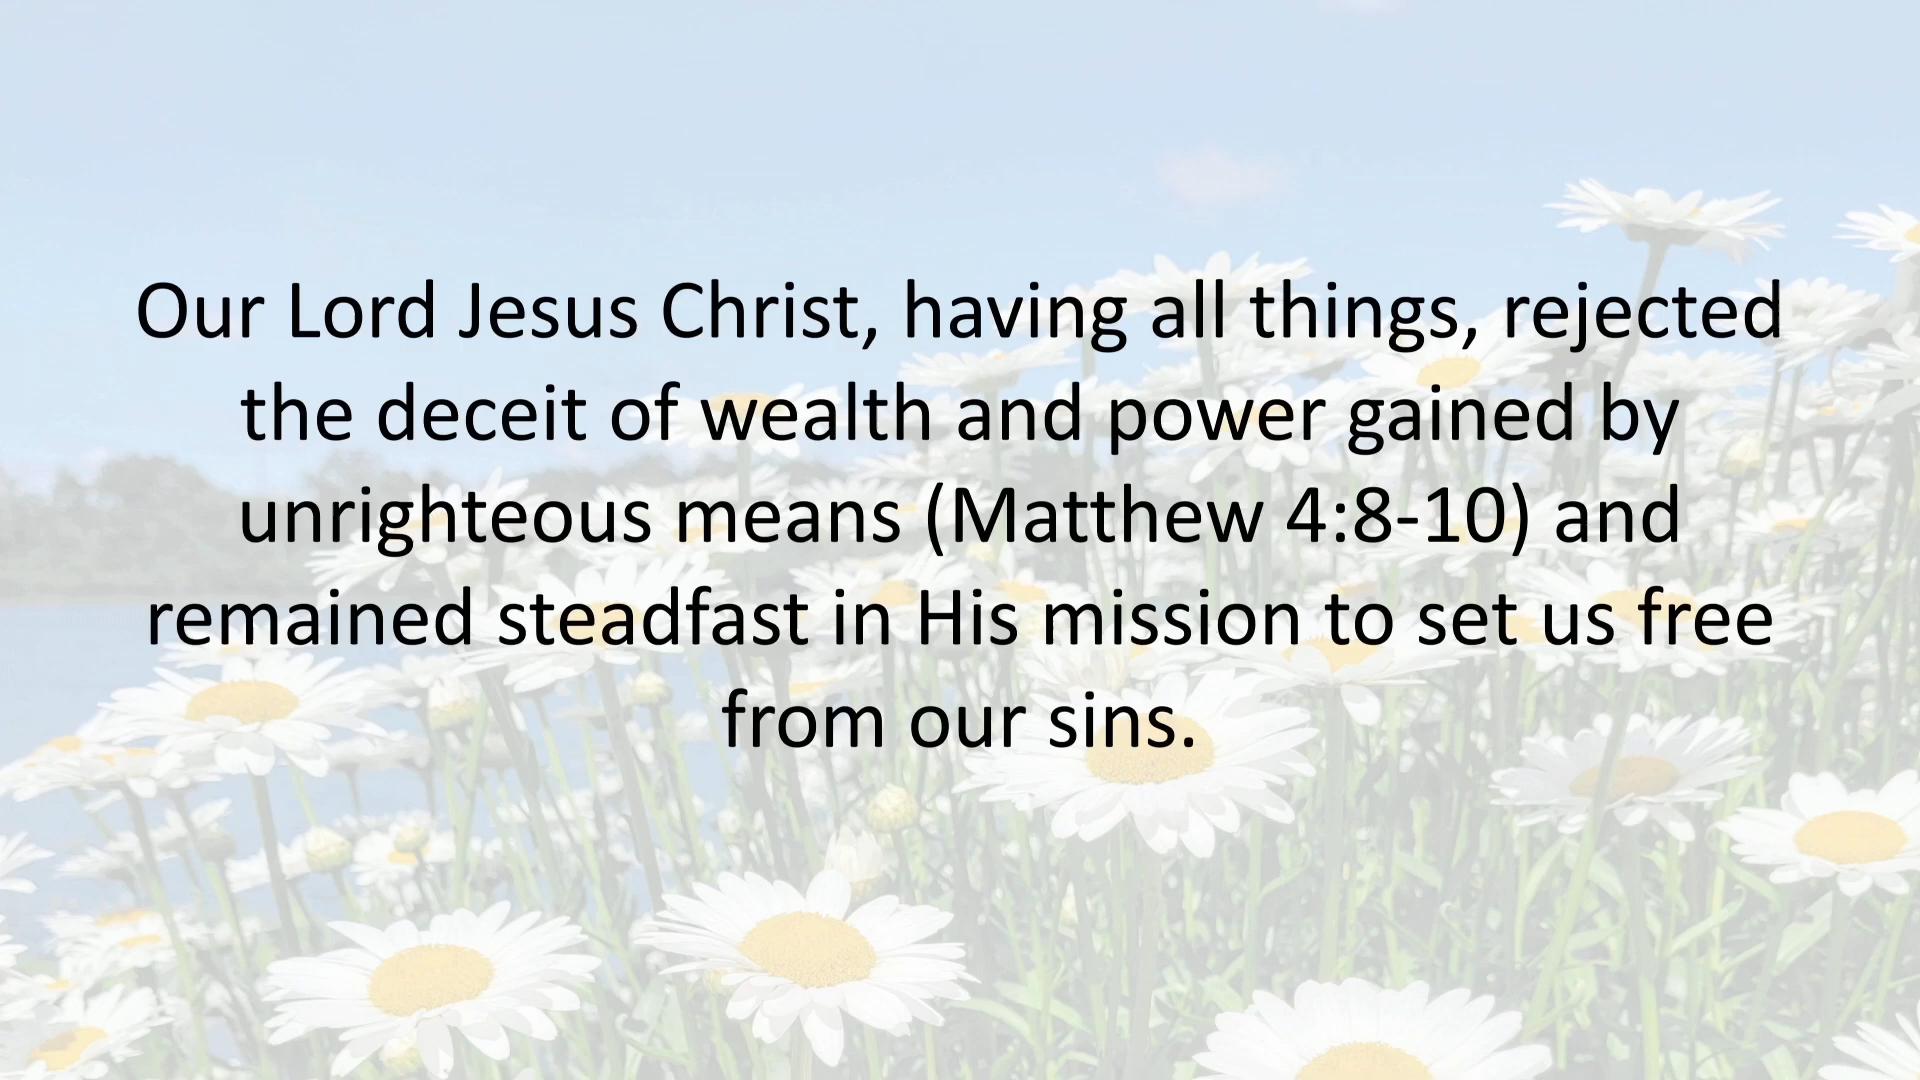 Our Lord Jesus Christ, having all things, rejected
the deceit of wealth and power gained by
unrighteous means (Matthew 4:8-10) and
remained steadfast in His mission to set us free
from our sins.